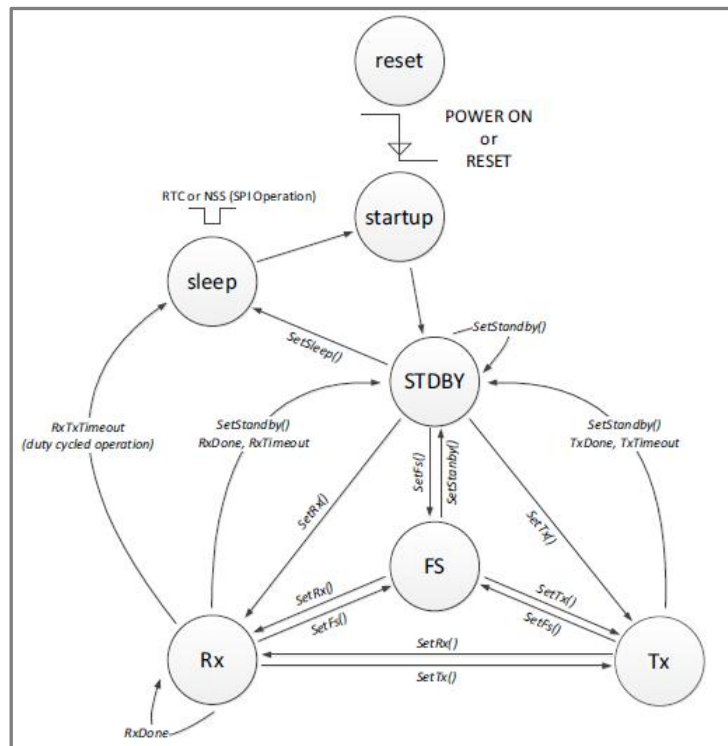 reset
POWER ON
or
RESET
RTC or NSS (SPI Operation)
startup
sleep
SetStandby()
SetSleep()
STDBY
RxTxTimeout
(duty cycled operation)
SetStandby()
RxDone, RxTimeout
SetStandby()
TxDone, TxTimeout
SetFs()
SetStanby()
SetRx()
SetTx()
FS
SetRx()
SetFs()
SetTx()
SetFs()
SetRx()
Rx
Tx
SetTx()
RxDone